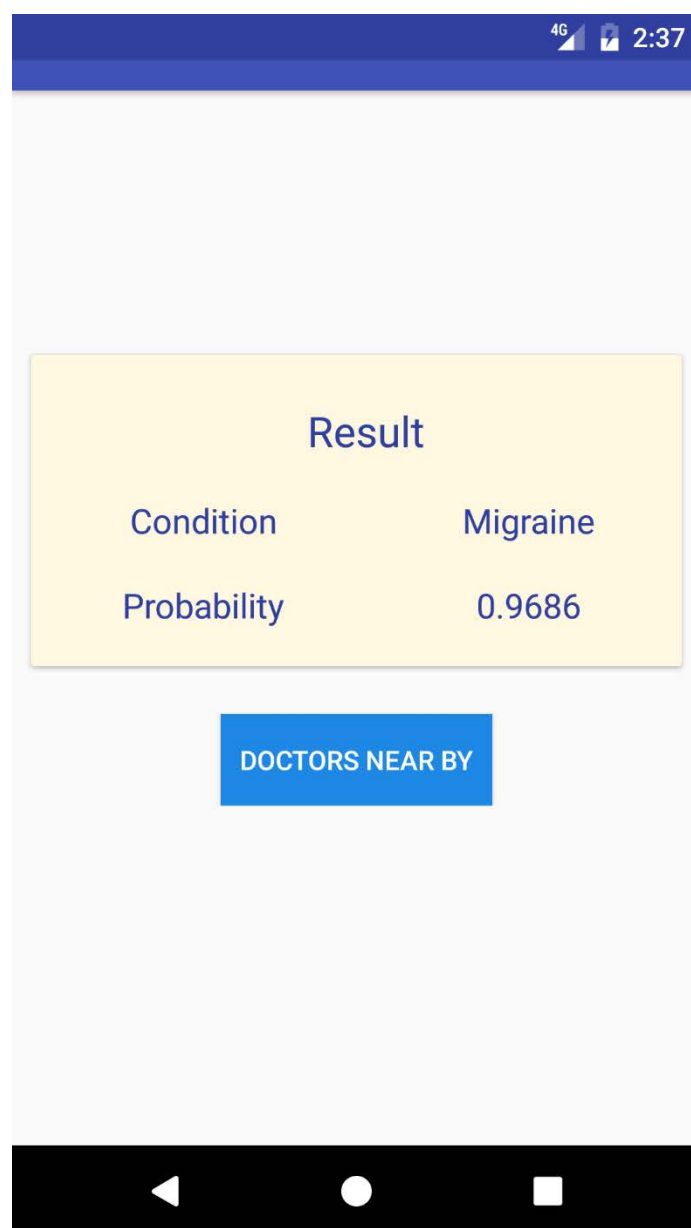 4G 2:37
Result
Condition Migraine
Probability 0.9686
DOCTORS NEAR BY